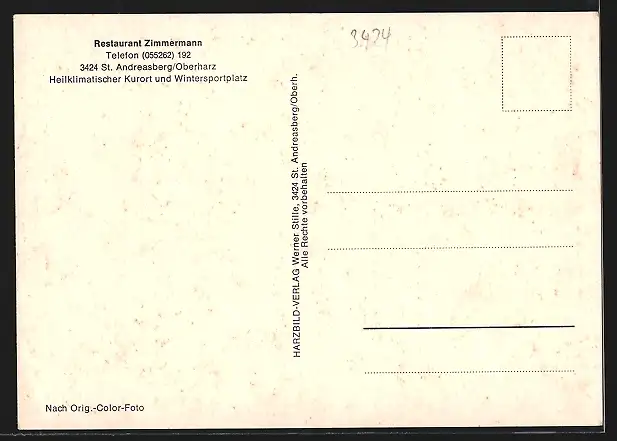 Restaurant Zimmermann
Telefon (055262) 192
3424 St. Andreasberg/Oberharz
Heilklimatischer Kurort und Wintersportplatz
Nach Orig.-Color-Foto
HARZBILD-VERLAG Werner Stille, 3424 St. Andreasberg/Oberh.
Alle Rechte vorbehalten
3424